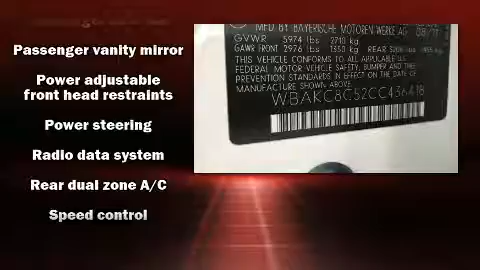 Passenger vanity mirror
Power adjustable
front head restraints
Power steering
Radio data system
Rear dual zone A/C
Speed control
MFD BY BAYERISCHE MOTOREN WERKE AG 08/11
GVWR 5974 lbs 2710 kg
GAWR FRONT 2976 lbs 1350 kg REAR
THIS VEHICLE CONFORMS TO ALL APPLICABLE U.S.
FEDERAL MOTOR VEHICLE SAFETY, BUMPER AND THEFT
PREVENTION STANDARDS IN EFFECT ON THE DATE OF
MANUFACTURE SHOWN ABOVE
WBAKC8C52CC436418